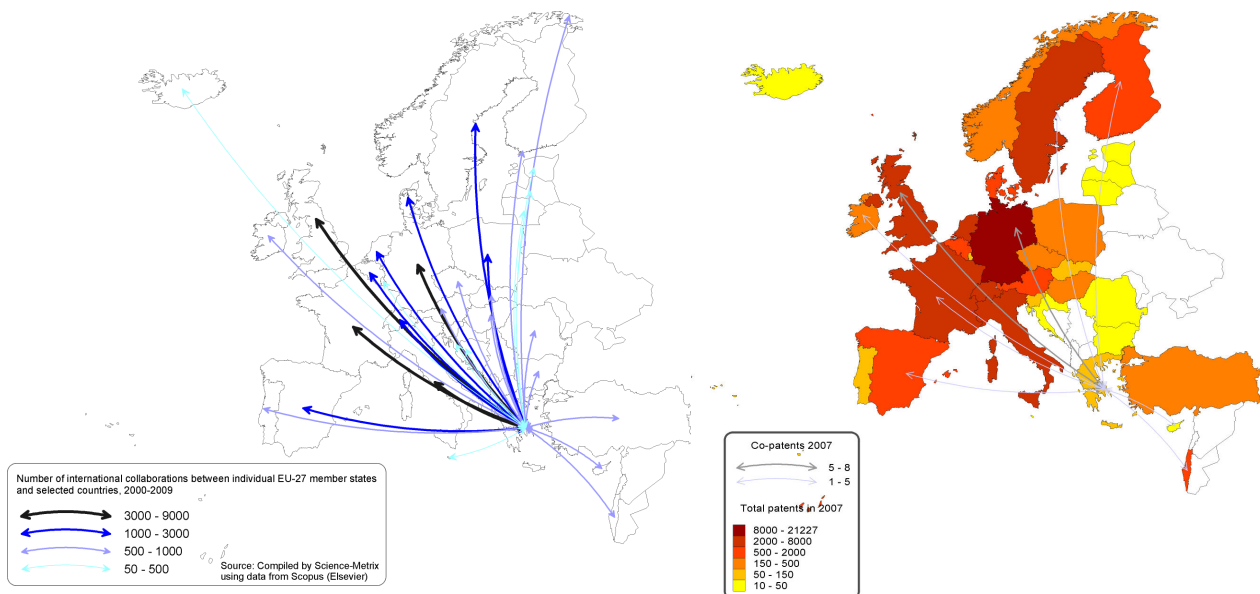 Number of international collaborations between individual EU-27 member states
and selected countries, 2000-2009
3000 - 9000
1000 - 3000
500 - 1000
50 - 500
Source: Compiled by Science-Metrix
using data from Scopus (Elsevier)
Co-patents 2007
5 - 8
1 - 5
Total patents in 2007
8000 - 21227
2000 - 8000
500 - 2000
150 - 500
50 - 150
10 - 50